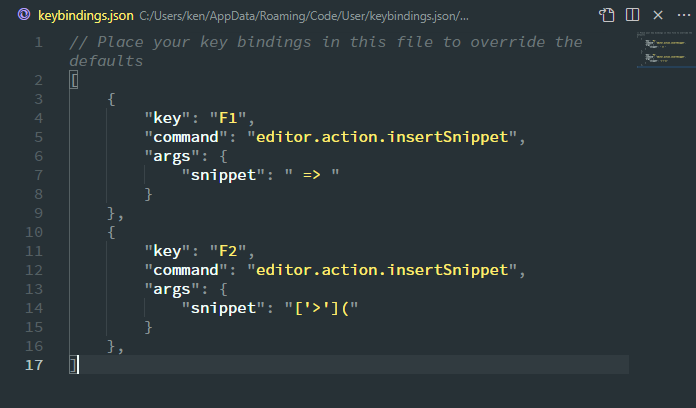 keybindings.json C:/Users/ken/AppData/Roaming/Code/User/keybindings.json/...
1 // Place your key bindings in this file to override the
defaults
2 [
3 {
4 "key": "F1",
5 "command": "editor.action.insertSnippet",
6 "args": {
7 "snippet": " => "
8 }
9 },
10 {
11 "key": "F2",
12 "command": "editor.action.insertSnippet",
13 "args": {
14 "snippet": "['>']("
15 }
16 },
17 ]